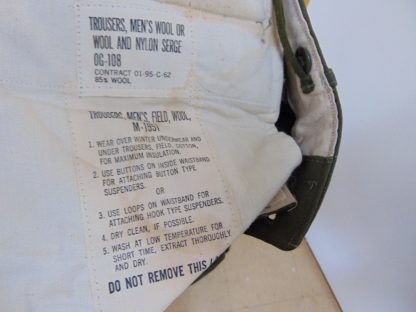 TROUSERS, MEN'S WOOL OR
WOOL AND NYLON SERGE
OG-108
CONTRACT 01-95-C-62
85% WOOL
TROUSERS, MEN'S, FIELD, WOOL,
M-1951
1. WEAR OVER WINTER UNDERWEAR AND
UNDER TROUSERS, FIELD, COTTON,
FOR MAXIMUM INSULATION.
2. USE BUTTONS ON INSIDE WAISTBAND
FOR ATTACHING BUTTON TYPE
SUSPENDERS.
OR
3. USE LOOPS ON WAISTBAND FOR
ATTACHING HOOK TYPE SUSPENDERS.
4. DRY CLEAN, IF POSSIBLE.
5. WASH AT LOW TEMPERATURE FOR
SHORT TIME, EXTRACT THOROUGHLY,
AND DRY.
DO NOT REMOVE THIS